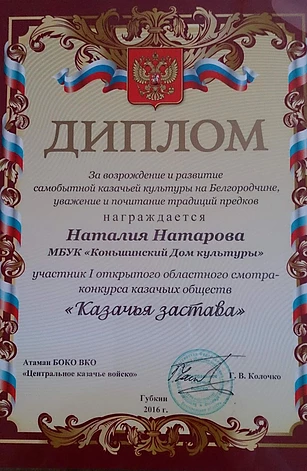 ДИПЛОМ
За возрождение и развитие
самобытной казачьей культуры на Белгородчине,
уважение и почитание традиций предков
награждается
Наталия Натарова
МБУК «Коньшинский Дом культуры»
участник I открытого областного смотра-
конкурса казачьих обществ
«Казачья застава»
Атаман БОКО ВКО
«Центральное казачье войско»
Г. В. Колочко
Губкин
2016 г.